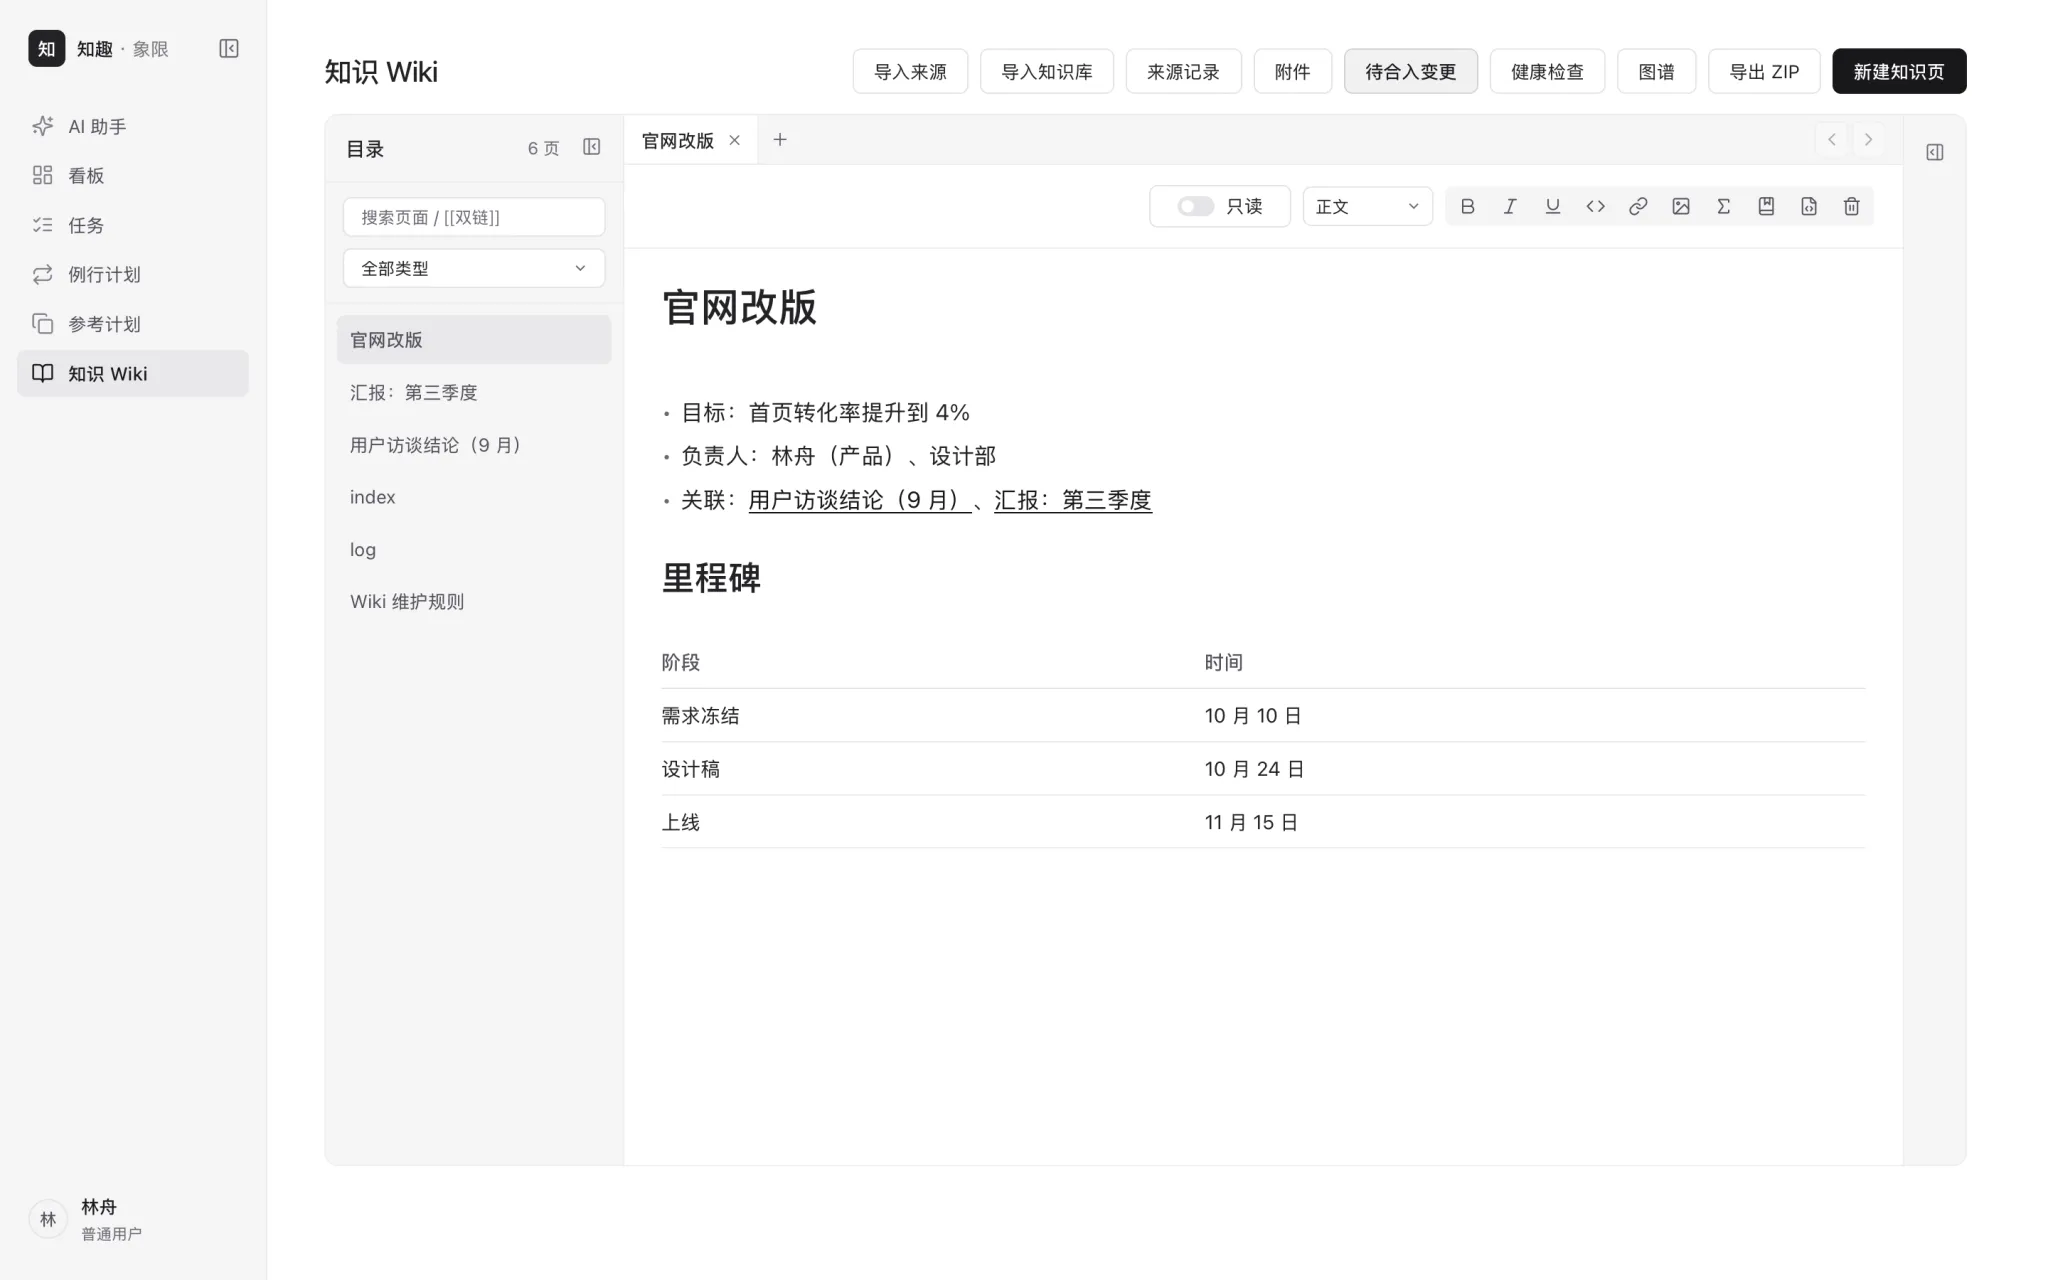 知 知趣 · 象限
AI 助手
看板
任务
例行计划
参考计划
知识 Wiki
林 林舟
普通用户
知识 Wiki
导入来源 导入知识库 来源记录 附件 待合入变更 健康检查 图谱 导出 ZIP 新建知识页
目录 6 页
搜索页面 / [[双链]]
全部类型
官网改版
汇报：第三季度
用户访谈结论（9 月）
index
log
Wiki 维护规则
官网改版
只读 正文
官网改版
• 目标：首页转化率提升到 4%
• 负责人：林舟（产品）、设计部
• 关联：用户访谈结论（9 月）、汇报：第三季度
里程碑
阶段 时间
需求冻结 10 月 10 日
设计稿 10 月 24 日
上线 11 月 15 日